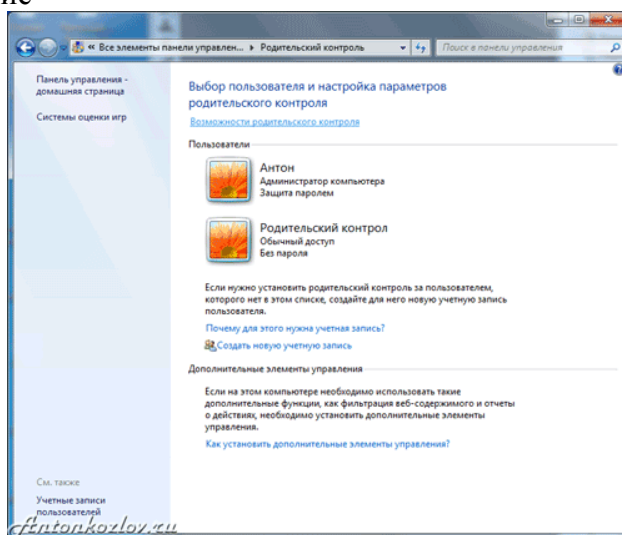 ие
« Все элементы панели управлен... ▸ Родительский контроль
Поиск в панели управления
Панель управления -
домашняя страница
Системы оценки игр
Выбор пользователя и настройка параметров
родительского контроля
Возможности родительского контроля
Пользователи
Антон
Администратор компьютера
Защита паролем
Родительский контрол
Обычный доступ
Без пароля
Если нужно установить родительский контроль за пользователем,
которого нет в этом списке, создайте для него новую учетную запись
пользователя.
Почему для этого нужна учетная запись?
Создать новую учетную запись
Дополнительные элементы управления
Если на этом компьютере необходимо использовать такие
дополнительные функции, как фильтрация веб-содержимого и отчеты
о действиях, необходимо установить дополнительные элементы
управления.
Как установить дополнительные элементы управления?
См. также
Учетные записи
пользователей
Antonkozlov.ru